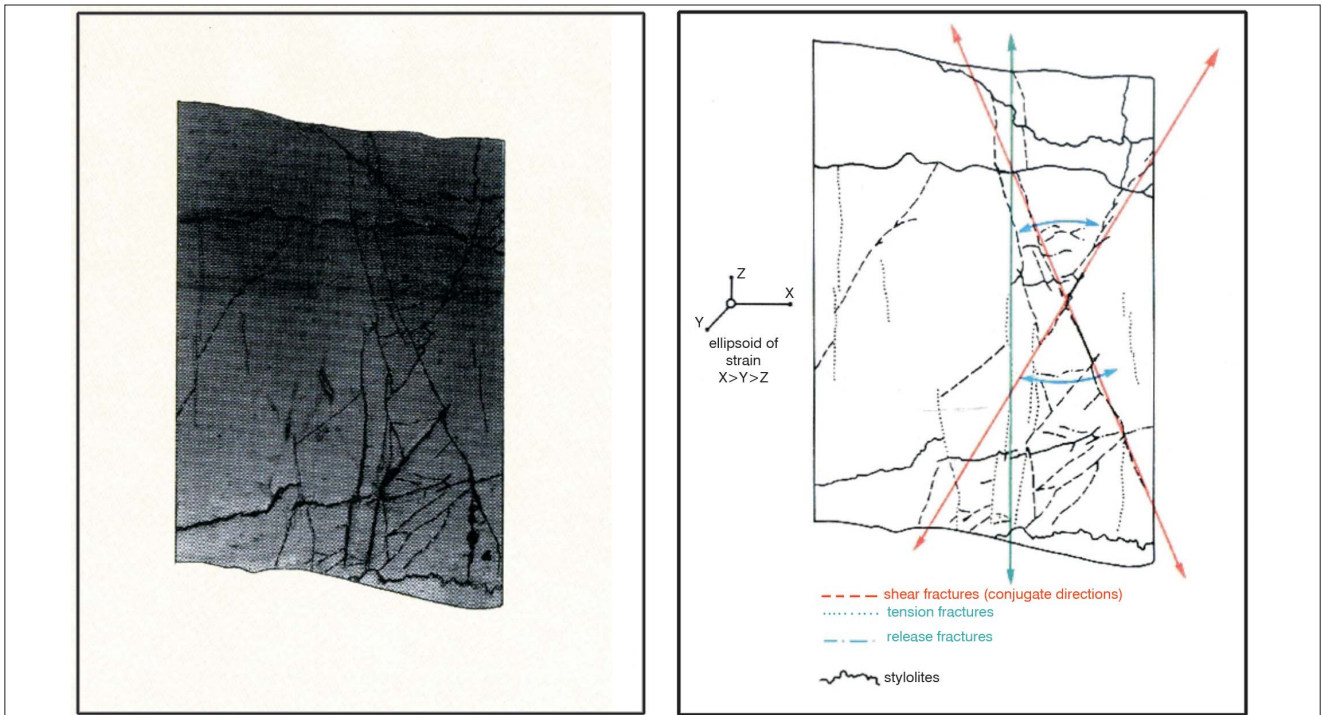 Z
X
Y
ellipsoid of
strain
X>Y>Z
shear fractures (conjugate directions)
tension fractures
release fractures
stylolites